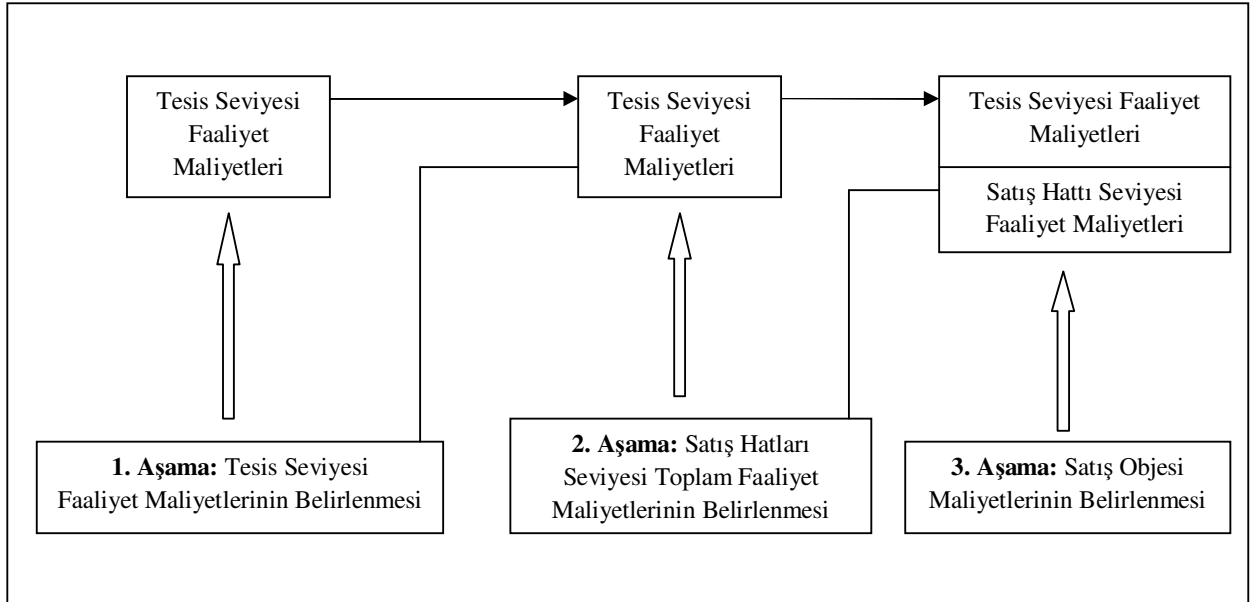 Tesis Seviyesi
Faaliyet
Maliyetleri
Tesis Seviyesi
Faaliyet
Maliyetleri
Tesis Seviyesi Faaliyet
Maliyetleri
Satış Hattı Seviyesi
Faaliyet Maliyetleri
1. Aşama: Tesis Seviyesi
Faaliyet Maliyetlerinin Belirlenmesi
2. Aşama: Satış Hatları
Seviyesi Toplam Faaliyet
Maliyetlerinin Belirlenmesi
3. Aşama: Satış Objesi
Maliyetlerinin Belirlenmesi